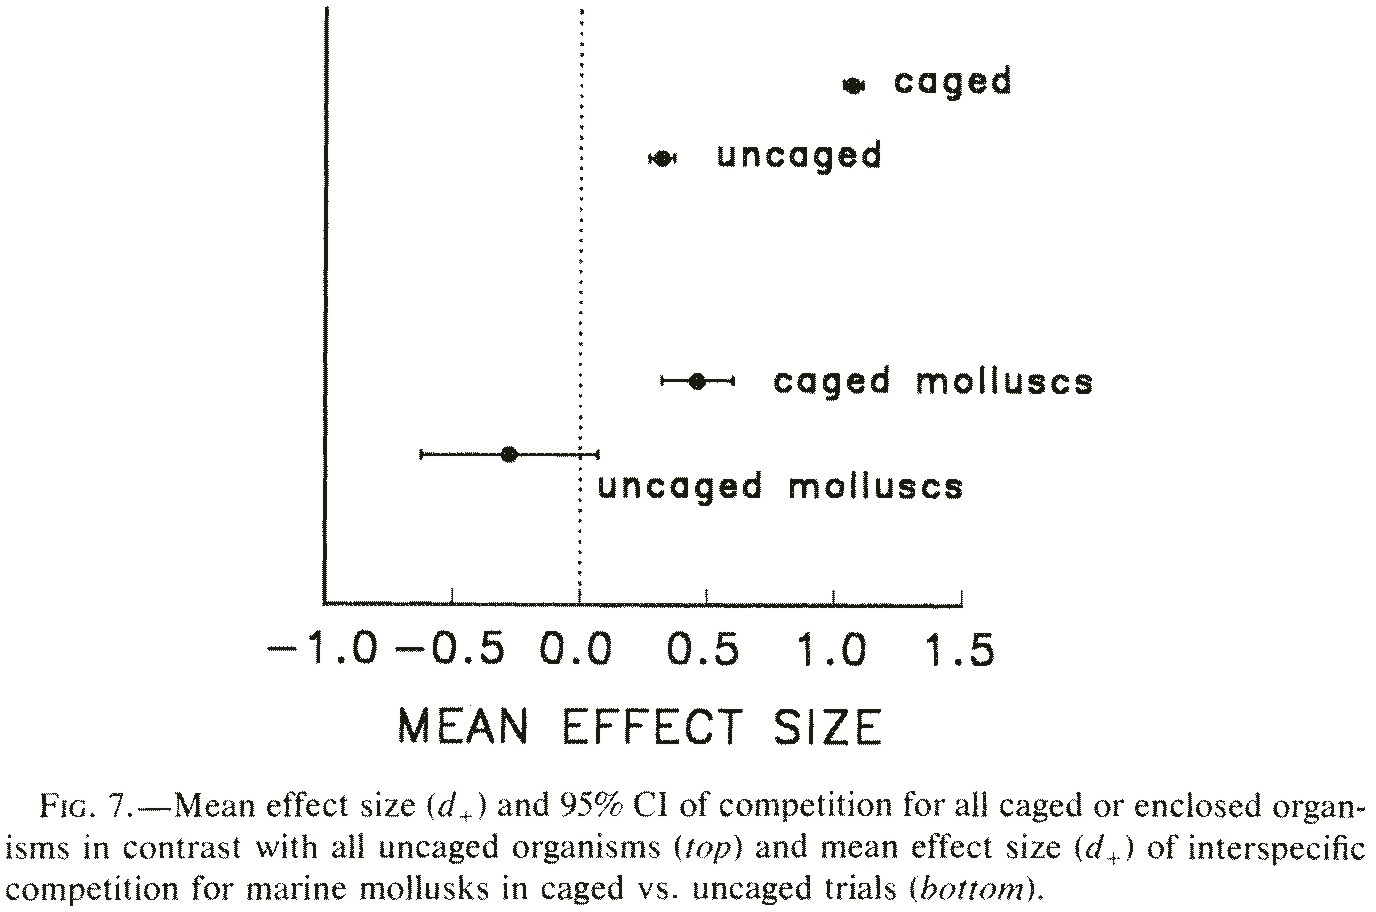 caged
uncaged
caged molluscs
uncaged molluscs
−1.0 −0.5 0.0 0.5 1.0 1.5
MEAN EFFECT SIZE
FIG. 7.—Mean effect size (d+) and 95% CI of competition for all caged or enclosed organ-
isms in contrast with all uncaged organisms (top) and mean effect size (d+) of interspecific
competition for marine mollusks in caged vs. uncaged trials (bottom).